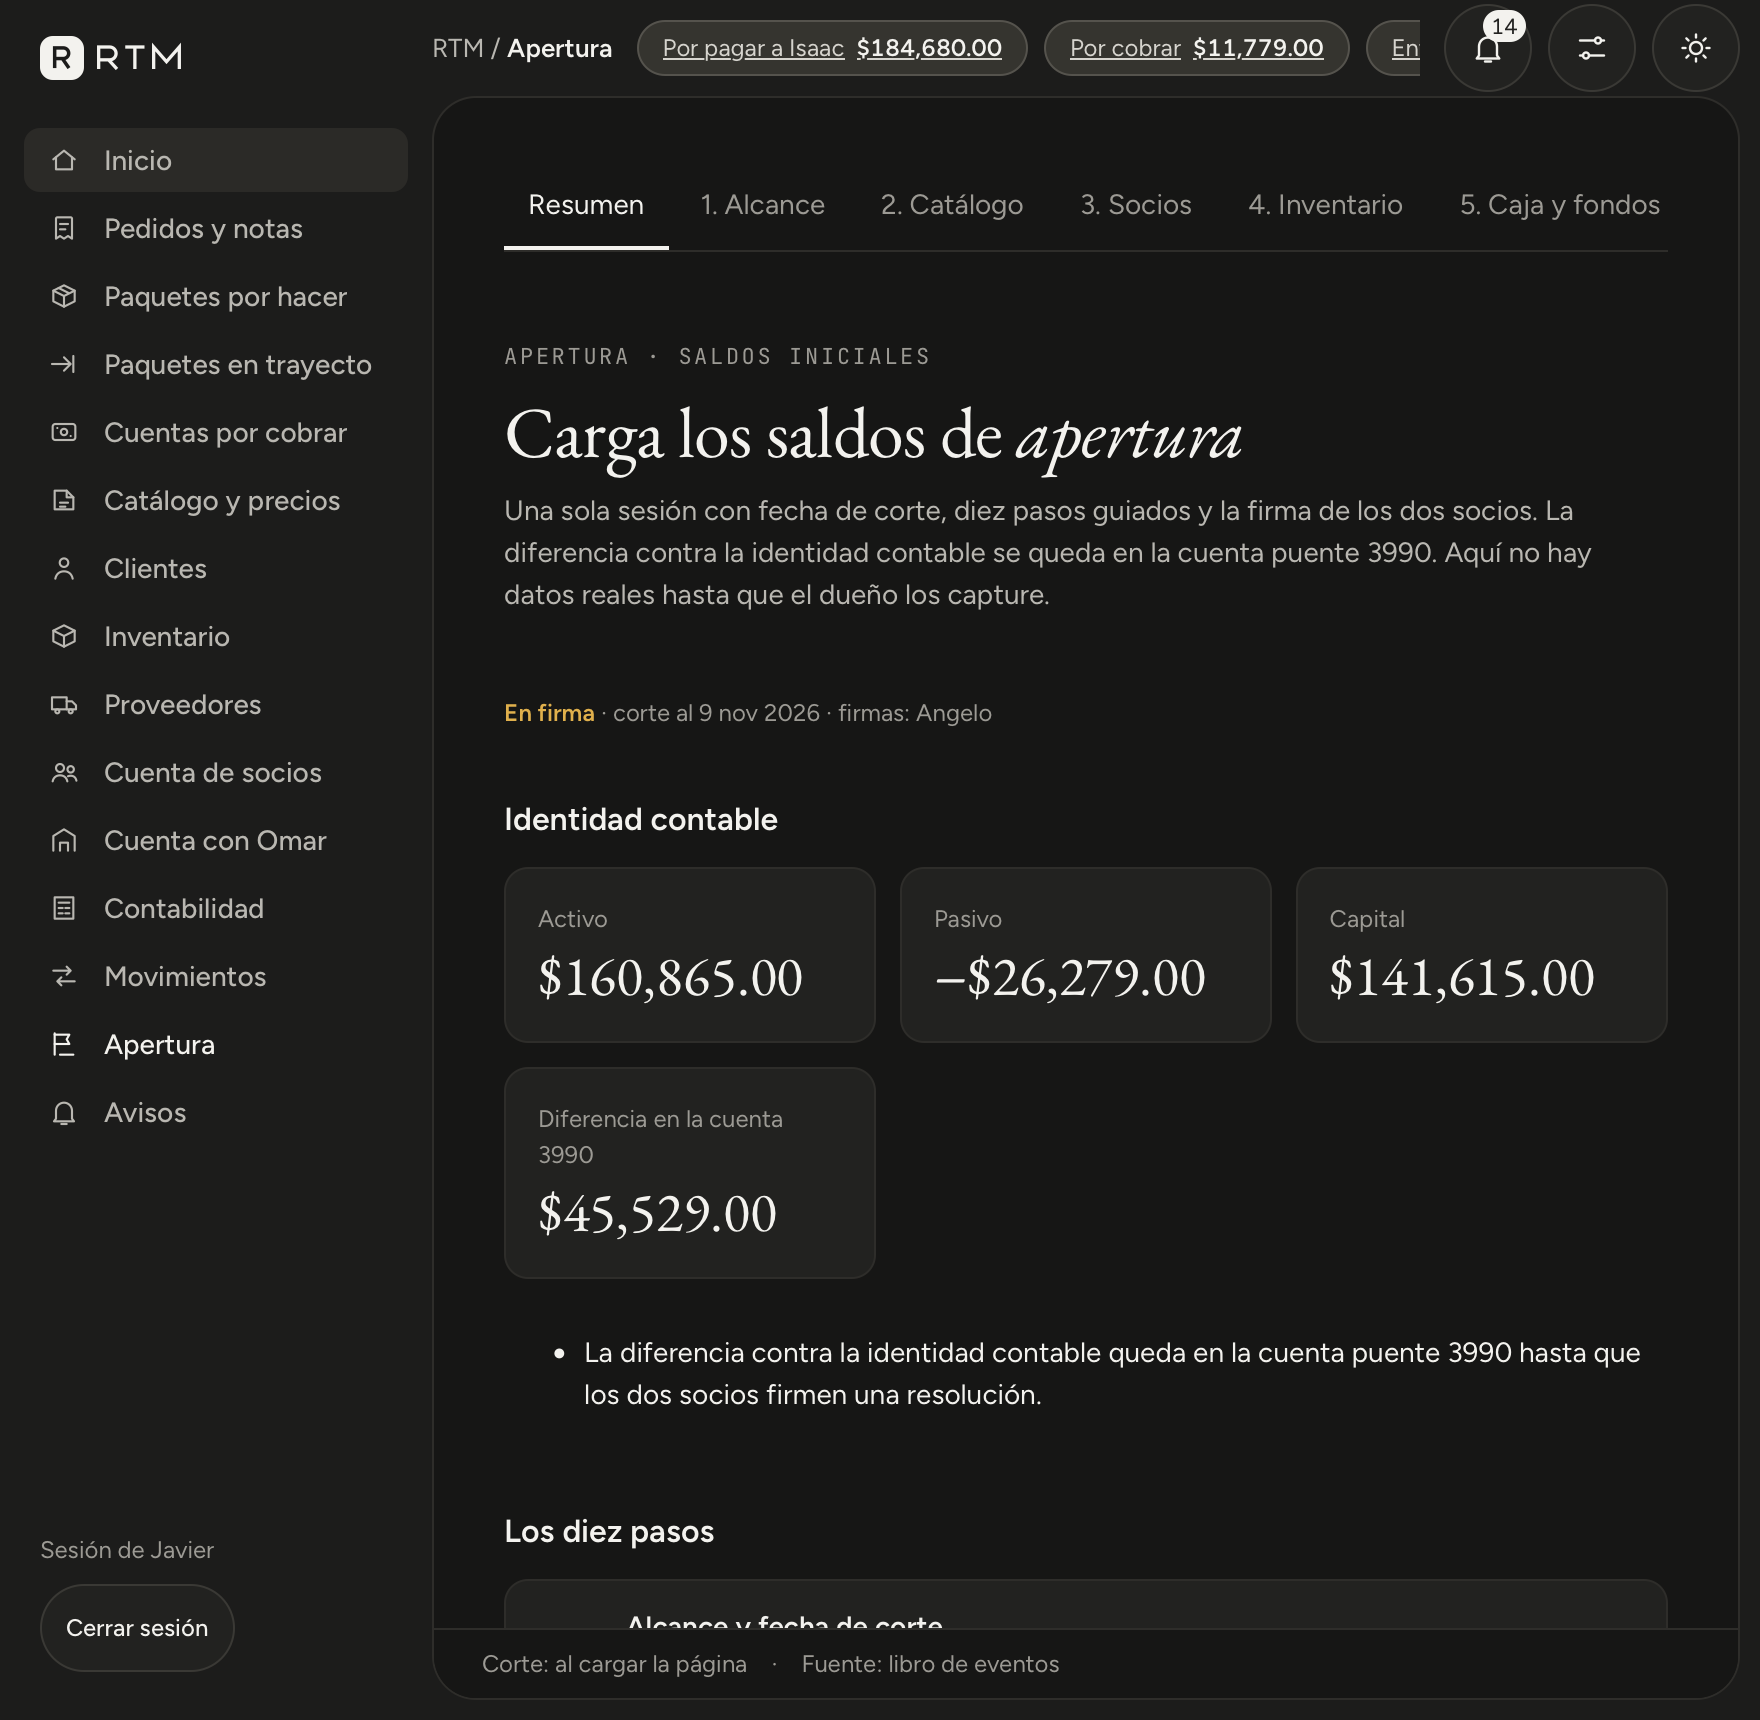 R RTM
RTM / Apertura
Por pagar a Isaac $184,680.00
Por cobrar $11,779.00
14
Inicio
Pedidos y notas
Paquetes por hacer
Paquetes en trayecto
Cuentas por cobrar
Catálogo y precios
Clientes
Inventario
Proveedores
Cuenta de socios
Cuenta con Omar
Contabilidad
Movimientos
Apertura
Avisos
Sesión de Javier
Cerrar sesión
Resumen
1. Alcance
2. Catálogo
3. Socios
4. Inventario
5. Caja y fondos
APERTURA · SALDOS INICIALES
Carga los saldos de apertura
Una sola sesión con fecha de corte, diez pasos guiados y la firma de los dos socios. La
diferencia contra la identidad contable se queda en la cuenta puente 3990. Aquí no hay
datos reales hasta que el dueño los capture.
En firma · corte al 9 nov 2026 · firmas: Angelo
Identidad contable
Activo
$160,865.00
Pasivo
–$26,279.00
Capital
$141,615.00
Diferencia en la cuenta
3990
$45,529.00
• La diferencia contra la identidad contable queda en la cuenta puente 3990 hasta que
los dos socios firmen una resolución.
Los diez pasos
Alcance y fecha de corte
Corte: al cargar la página · Fuente: libro de eventos